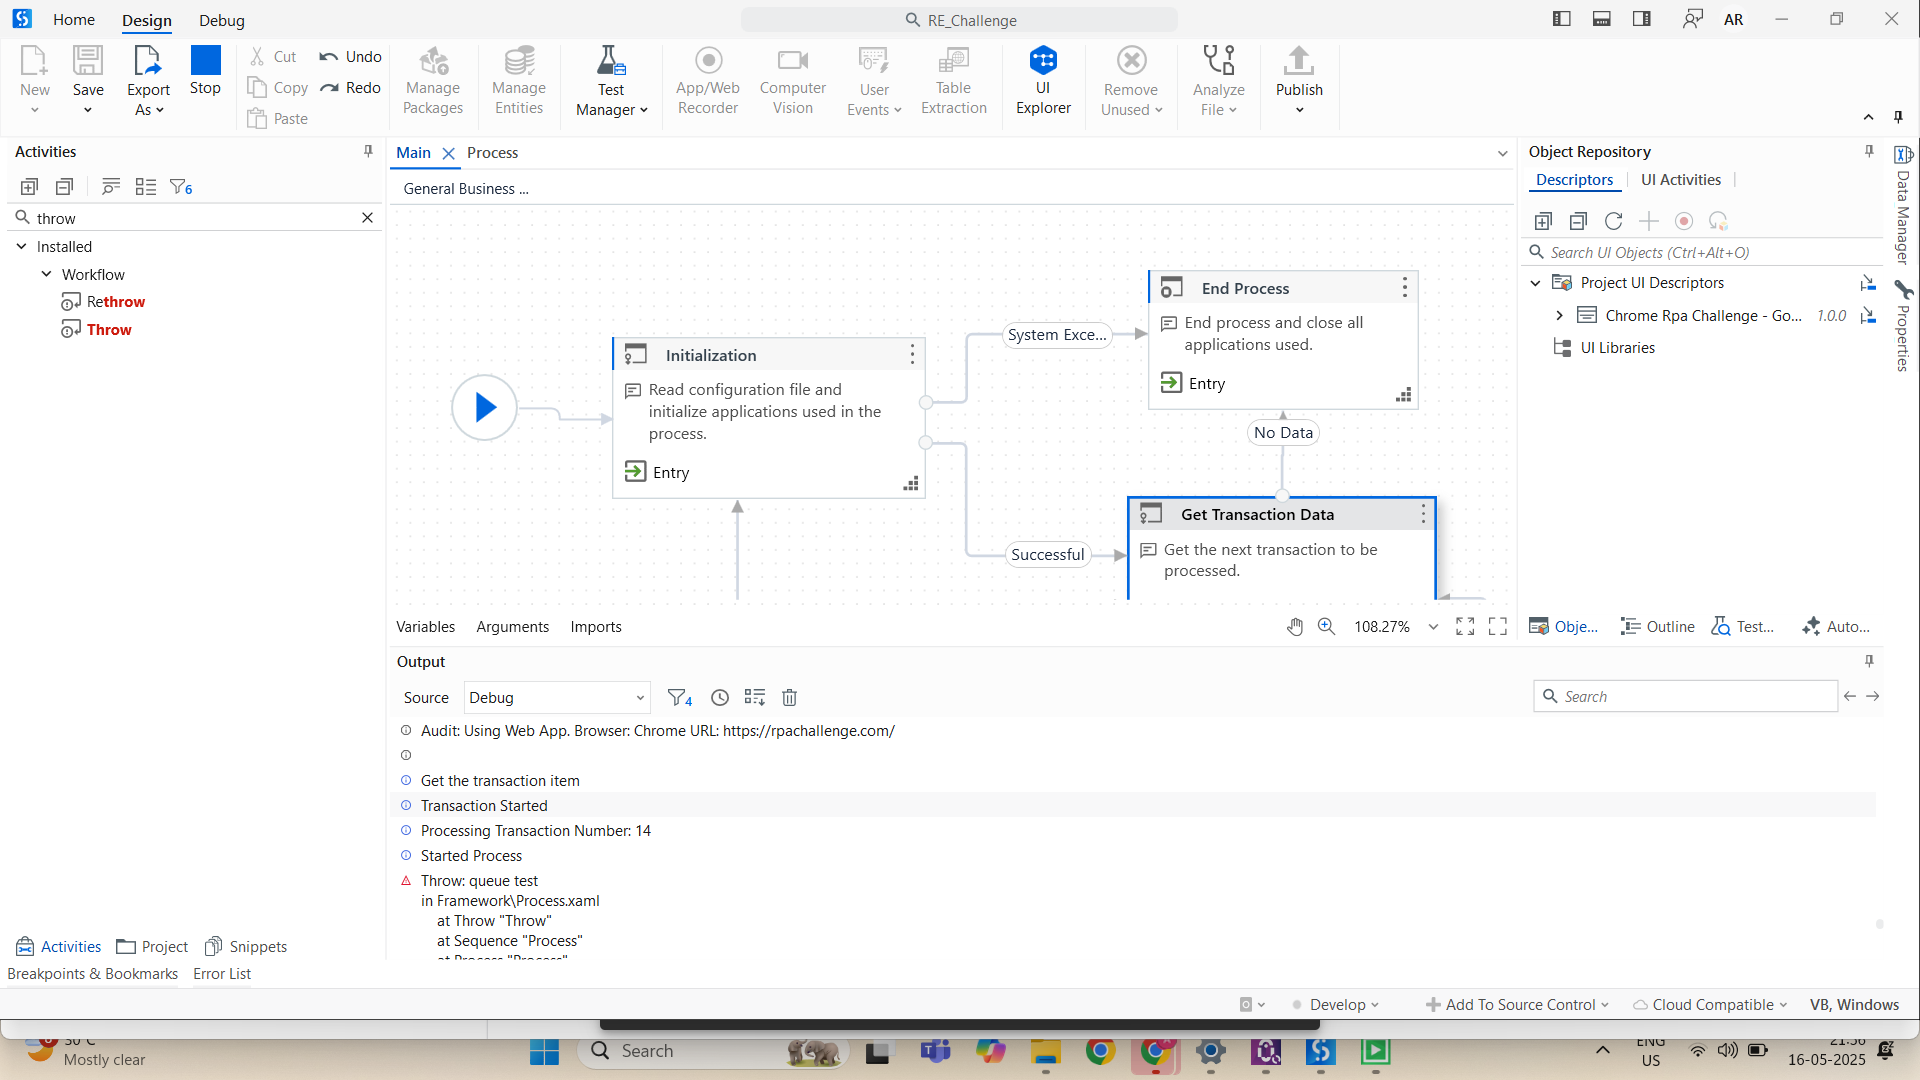 Home
Design
Debug
RE_Challenge
AR
New
Save
Export As
Stop
Cut
Copy
Paste
Undo
Redo
Manage Packages
Manage Entities
Test Manager
App/Web Recorder
Computer Vision
User Events
Table Extraction
UI Explorer
Remove Unused
Analyze File
Publish
Activities
6
throw
Installed
Workflow
Rethrow
Throw
Main
Process
General Business ...
Initialization
Read configuration file and
initialize applications used in the
process.
Entry
System Exce...
Successful
End Process
End process and close all
applications used.
Entry
No Data
Get Transaction Data
Get the next transaction to be
processed.
Variables
Arguments
Imports
108.27%
Object Repository
Descriptors
UI Activities
Search UI Objects (Ctrl+Alt+O)
Project UI Descriptors
Chrome Rpa Challenge - Go... 1.0.0
UI Libraries
Data Manager
Properties
Obje...
Outline
Test...
Auto...
Output
Source
Debug
4
Search
Audit: Using Web App. Browser: Chrome URL: https://rpachallenge.com/
Get the transaction item
Transaction Started
Processing Transaction Number: 14
Started Process
Throw: queue test
in Framework\Process.xaml
at Throw "Throw"
at Sequence "Process"
at Process "Process"
Activities
Project
Snippets
Breakpoints & Bookmarks
Error List
Develop
Add To Source Control
Cloud Compatible
VB, Windows
30°C
Mostly clear
Search
ENG
US
21:36
16-05-2025